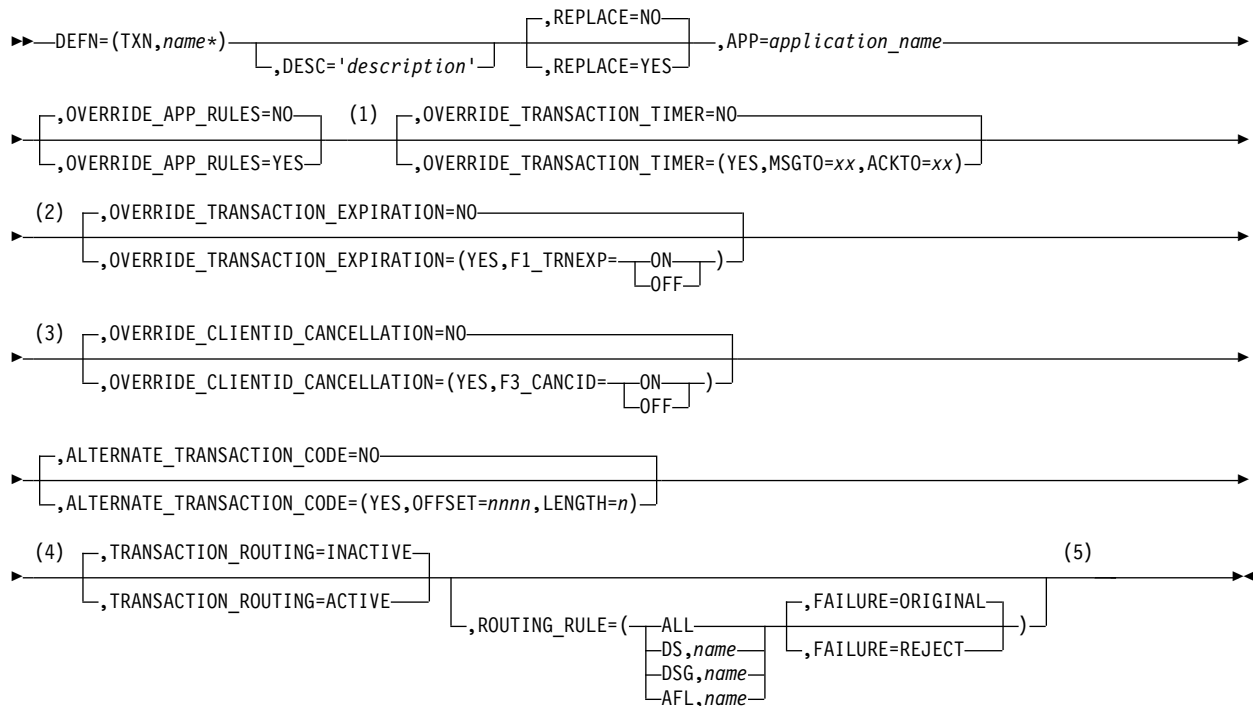 ,REPLACE=NO
DEFN=(TXN,name*) ,APP=application_name
,DESC='description' ,REPLACE=YES
,OVERRIDE_APP_RULES=NO (1) ,OVERRIDE_TRANSACTION_TIMER=NO
,OVERRIDE_APP_RULES=YES ,OVERRIDE_TRANSACTION_TIMER=(YES,MSGTO=xx,ACKTO=xx)
(2) ,OVERRIDE_TRANSACTION_EXPIRATION=NO
,OVERRIDE_TRANSACTION_EXPIRATION=(YES,F1_TRNEXP= ON )
OFF
(3) ,OVERRIDE_CLIENTID_CANCELLATION=NO
,OVERRIDE_CLIENTID_CANCELLATION=(YES,F3_CANCID= ON )
OFF
,ALTERNATE_TRANSACTION_CODE=NO
,ALTERNATE_TRANSACTION_CODE=(YES,OFFSET=nnnn,LENGTH=n)
(4) ,TRANSACTION_ROUTING=INACTIVE (5)
,TRANSACTION_ROUTING=ACTIVE ,FAILURE=ORIGINAL
,ROUTING_RULE=( ALL )
DS,name ,FAILURE=REJECT
DSG,name
AFL,name